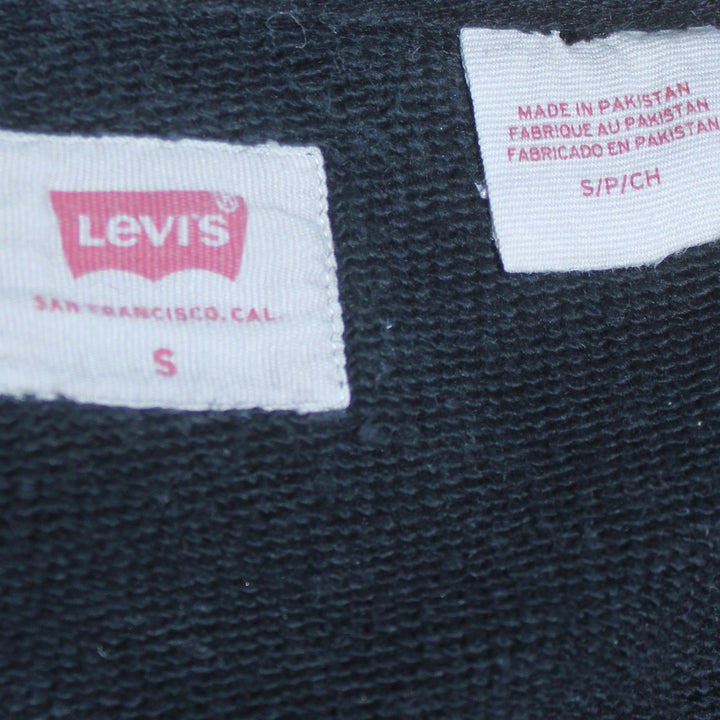 LEVI'S®
SAN FRANCISCO, CAL.
S
MADE IN PAKISTAN
FABRIQUE AU PAKISTAN
FABRICADO EN PAKISTAN
S/P/CH